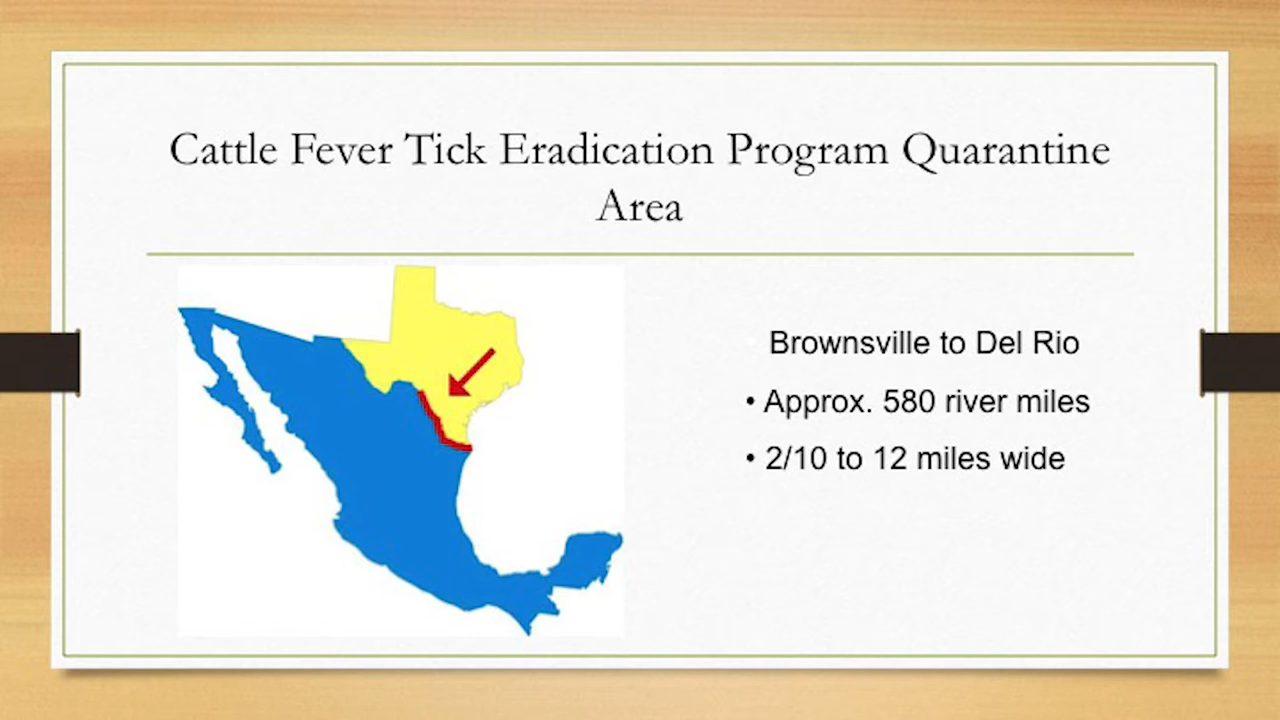 Cattle Fever Tick Eradication Program Quarantine
Area
Brownsville to Del Rio
• Approx. 580 river miles
• 2/10 to 12 miles wide